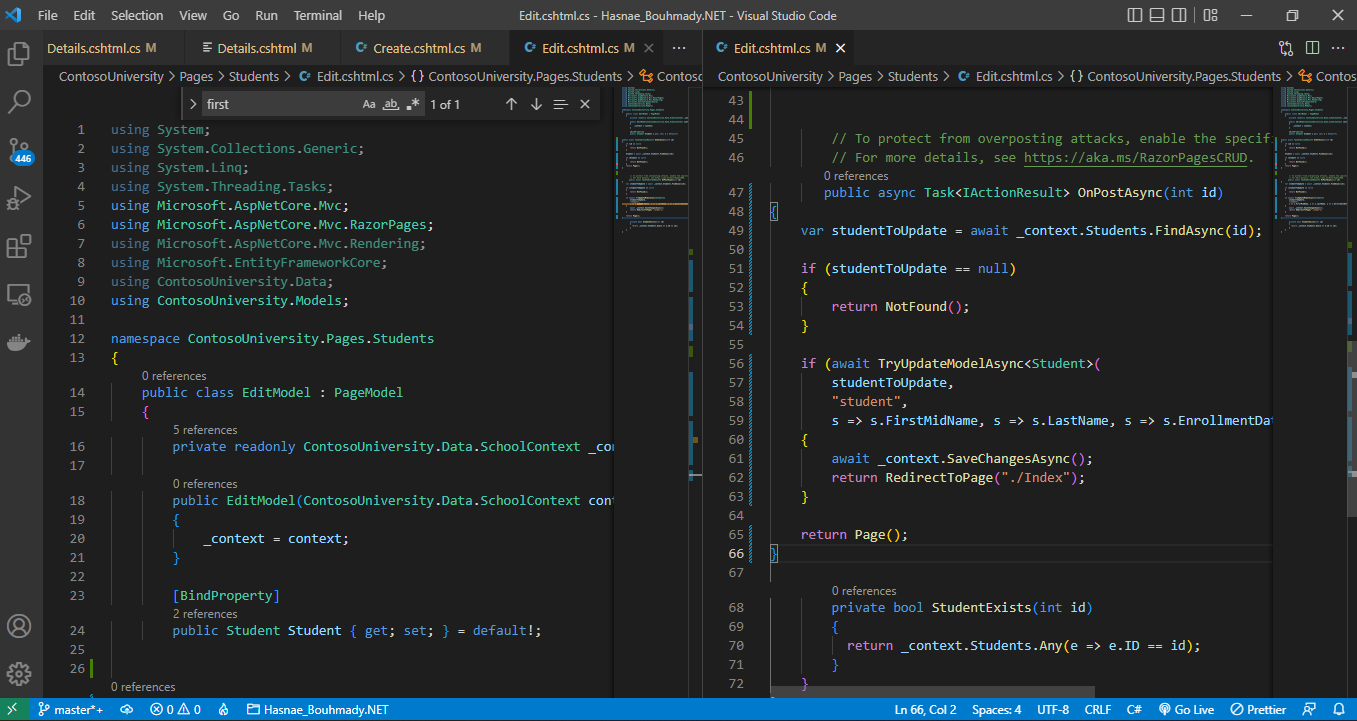 File Edit Selection View Go Run Terminal Help
Edit.cshtml.cs - Hasnae_Bouhmady.NET - Visual Studio Code
Details.cshtml.cs M
Details.cshtml M
Create.cshtml.cs M
Edit.cshtml.cs M
ContosoUniversity > Pages > Students > Edit.cshtml.cs > {} ContosoUniversity.Pages.Students > Contosc
446
first
Aa ab 1 of 1
1 using System;
2 using System.Collections.Generic;
3 using System.Linq;
4 using System.Threading.Tasks;
5 using Microsoft.AspNetCore.Mvc;
6 using Microsoft.AspNetCore.Mvc.RazorPages;
7 using Microsoft.AspNetCore.Mvc.Rendering;
8 using Microsoft.EntityFrameworkCore;
9 using ContosoUniversity.Data;
10 using ContosoUniversity.Models;
11
12 namespace ContosoUniversity.Pages.Students
13 {
0 references
14 public class EditModel : PageModel
15 {
5 references
16 private readonly ContosoUniversity.Data.SchoolContext _con
17
0 references
18 public EditModel(ContosoUniversity.Data.SchoolContext cont
19 {
20 _context = context;
21 }
22
23 [BindProperty]
2 references
24 public Student Student { get; set; } = default!;
25
26
0 references
Edit.cshtml.cs M
ContosoUniversity > Pages > Students > Edit.cshtml.cs > {} ContosoUniversity.Pages.Students > Contos
43
44
45 // To protect from overposting attacks, enable the specifi
46 // For more details, see https://aka.ms/RazorPagesCRUD.
0 references
47 public async Task<IActionResult> OnPostAsync(int id)
48 {
49 var studentToUpdate = await _context.Students.FindAsync(id);
50
51 if (studentToUpdate == null)
52 {
53 return NotFound();
54 }
55
56 if (await TryUpdateModelAsync<Student>(
57 studentToUpdate,
58 "student",
59 s => s.FirstMidName, s => s.LastName, s => s.EnrollmentDat
60 {
61 await _context.SaveChangesAsync();
62 return RedirectToPage("./Index");
63 }
64
65 return Page();
66 }
67
0 references
68 private bool StudentExists(int id)
69 {
70 return _context.Students.Any(e => e.ID == id);
71 }
72 }
master*+ 0 0 Hasnae_Bouhmady.NET Ln 66, Col 2 Spaces: 4 UTF-8 CRLF C# Go Live Prettier